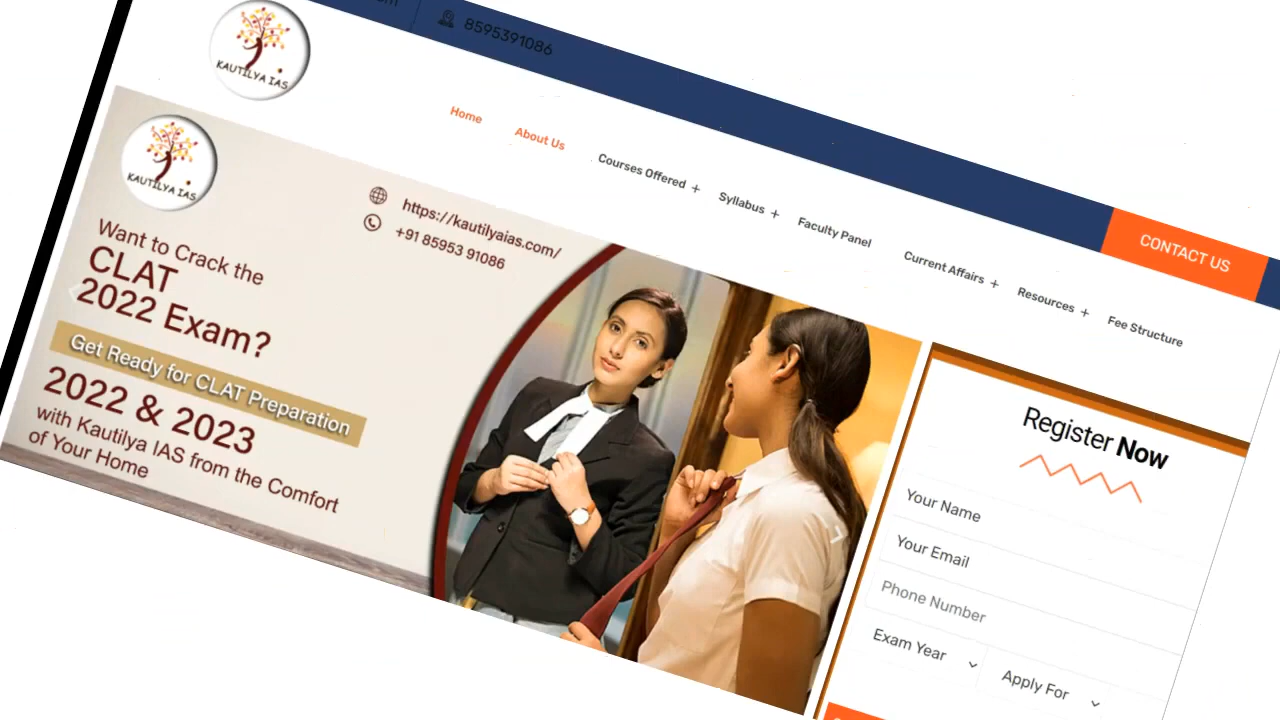 8595391086
KAUTILYA IAS
Home
About Us
Courses Offered +
Syllabus +
Faculty Panel
Current Affairs +
Resources +
Fee Structure
CONTACT US
KAUTILYA IAS
https://kautilyaias.com/
+91 85953 91086
Want to Crack the
CLAT
2022 Exam?
Get Ready for CLAT Preparation
2022 & 2023
with Kautilya IAS from the Comfort
of Your Home
Register Now
Your Name
Your Email
Phone Number
Exam Year
Apply For